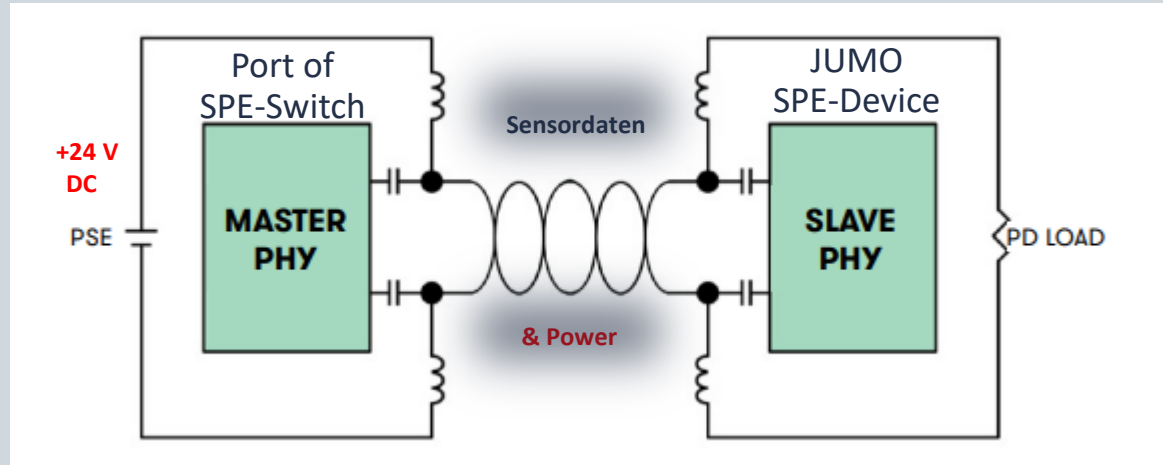 Port of
SPE-Switch
JUMO
SPE-Device
Sensordaten
+24 V
DC
PSE
MASTER
PHY
SLAVE
PHY
PD LOAD
& Power